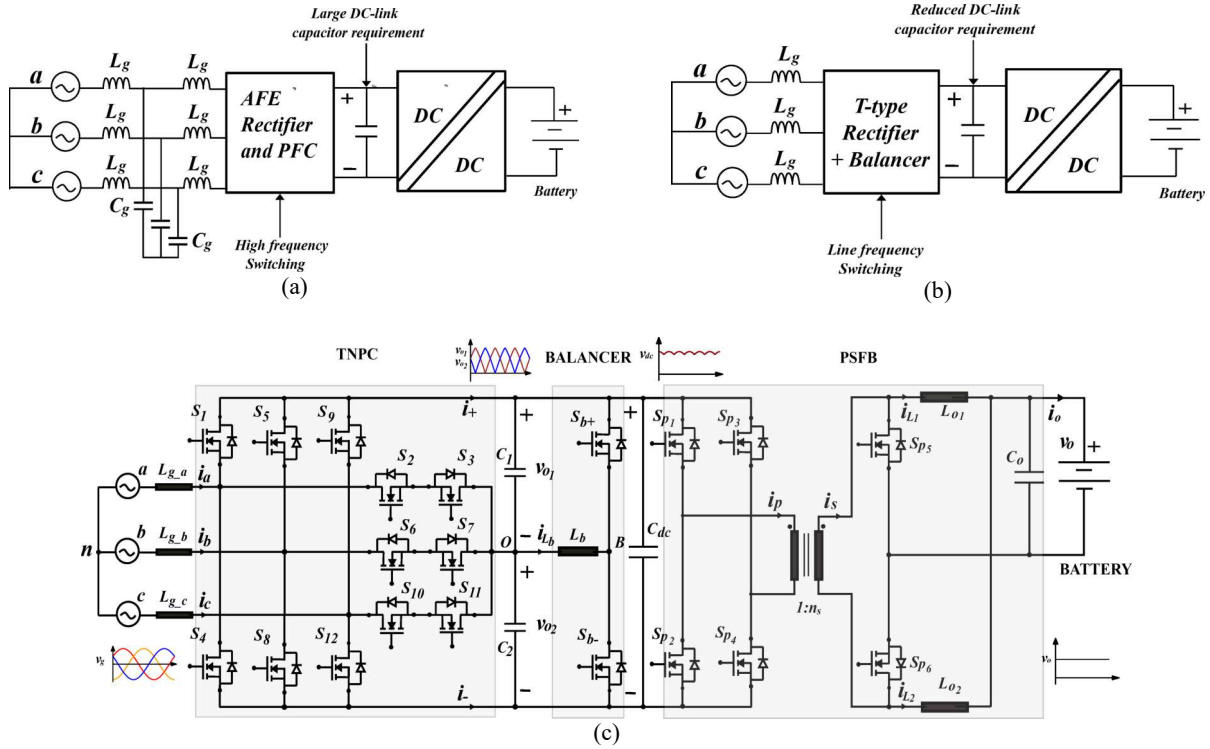 Large DC-link
capacitor requirement
a
L_g
L_g
b
L_g
L_g
c
L_g
L_g
C_g
C_g
AFE
Rectifier
and PFC
+
−
DC
DC
+
Battery
High frequency
Switching
(a)
Reduced DC-link
capacitor requirement
a
L_g
b
L_g
c
L_g
T-type
Rectifier
+ Balancer
+
−
DC
DC
+
Battery
Line frequency
Switching
(b)
TNPC
v_o1
v_o2
BALANCER
v_dc
PSFB
S_1
S_5
S_9
i_+
+
S_b+
+
S_p1
S_p3
i_L1
L_o1
i_o
S_p5
v_o
+
C_o
a
L_g_a
i_a
S_2
S_3
C_1
v_o1
b
L_g_b
i_b
S_6
S_7
O
−
i_Lb
L_b
B
C_dc
i_p
i_s
n
+
c
L_g_c
i_c
S_10
S_11
1:n_s
BATTERY
v_g
S_4
S_8
S_12
C_2
v_o2
S_b-
S_p2
S_p4
S_p6
v_o
i_-
−
−
i_L2
L_o2
(c)